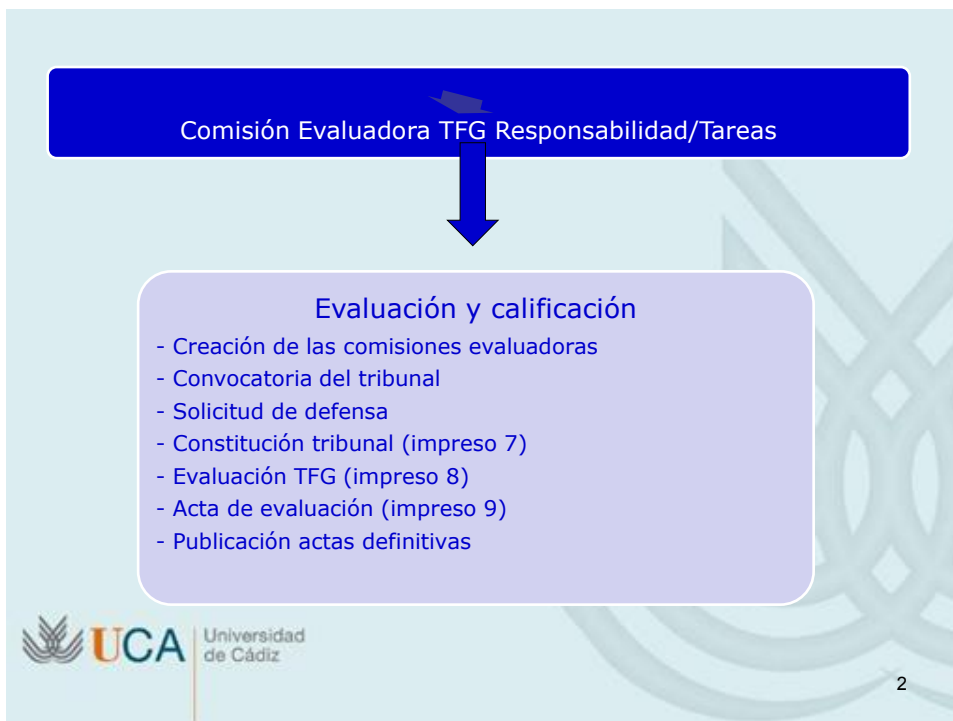 Comisión Evaluadora TFG Responsabilidad/Tareas
Evaluación y calificación
- Creación de las comisiones evaluadoras
- Convocatoria del tribunal
- Solicitud de defensa
- Constitución tribunal (impreso 7)
- Evaluación TFG (impreso 8)
- Acta de evaluación (impreso 9)
- Publicación actas definitivas
UCA
Universidad
de Cádiz
2